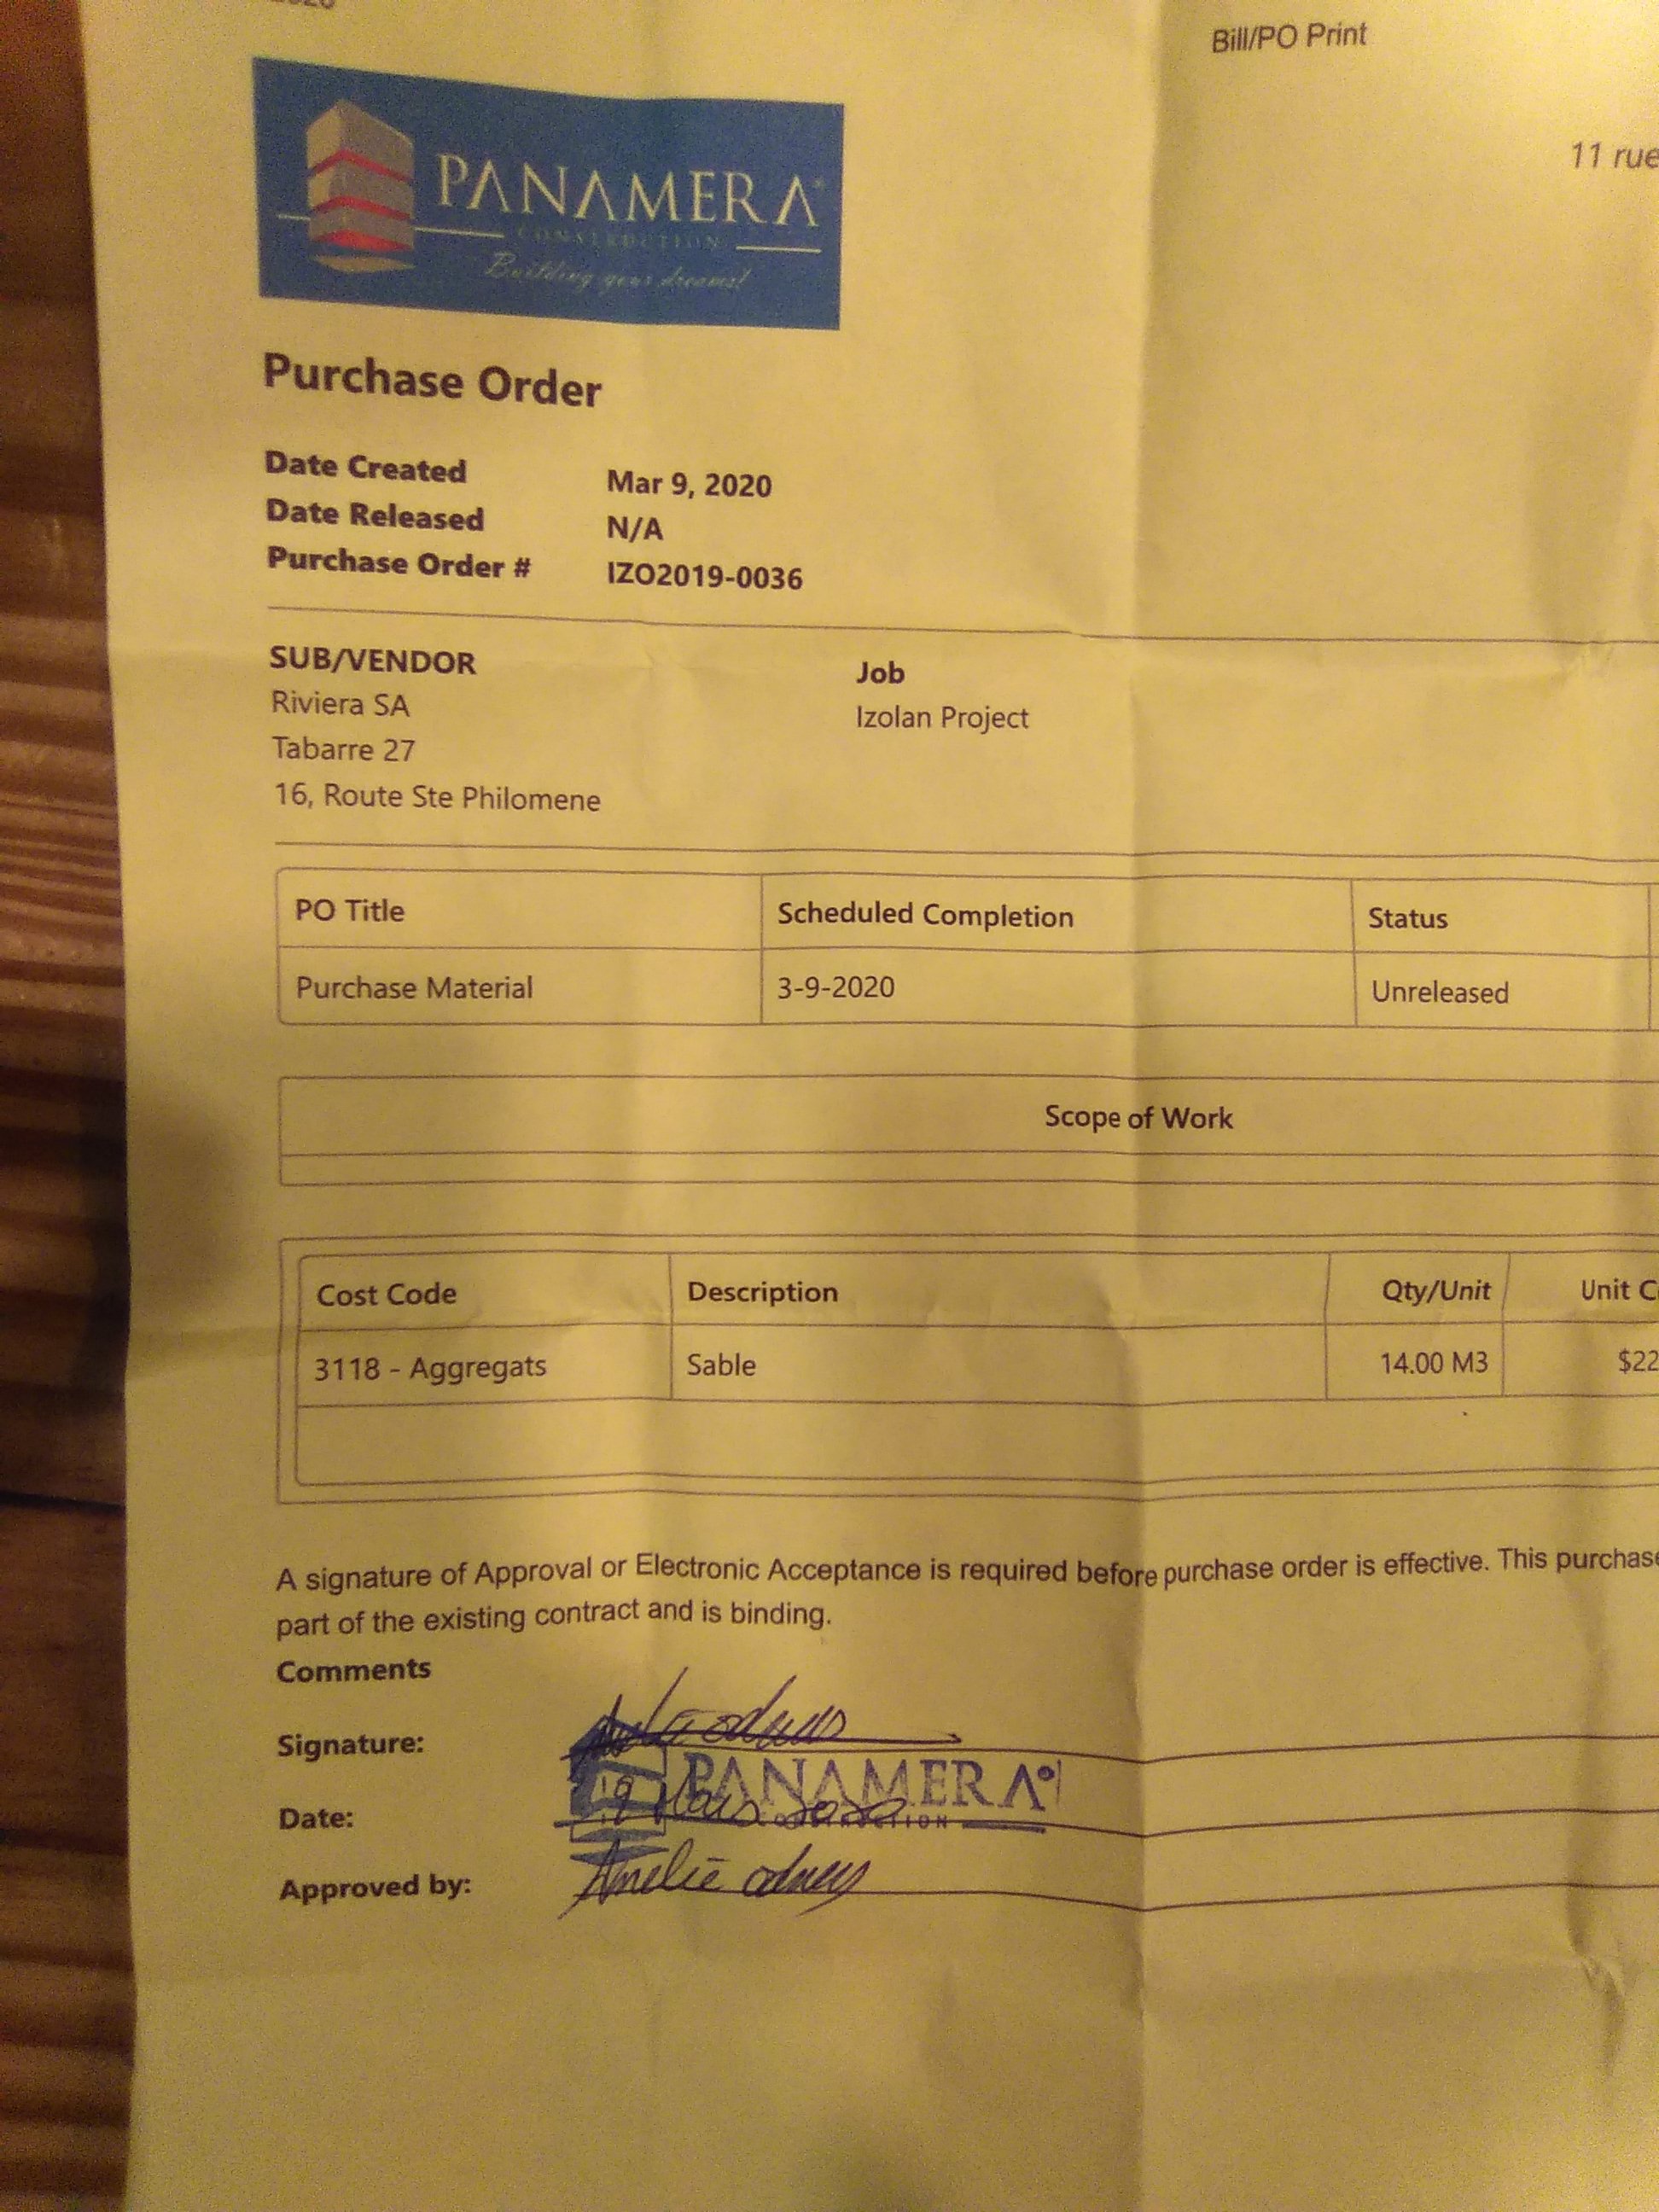 Bill/PO Print
11 rue
PANAMERA
CONSTRUCTION
Building your dreams!
Purchase Order
Date Created Mar 9, 2020
Date Released N/A
Purchase Order # IZO2019-0036
SUB/VENDOR Job
Riviera SA Izolan Project
Tabarre 27
16, Route Ste Philomene
PO Title Scheduled Completion Status
Purchase Material 3-9-2020 Unreleased
Scope of Work
Cost Code Description Qty/Unit Unit C
3118 - Aggregats Sable 14.00 M3 $22
A signature of Approval or Electronic Acceptance is required before purchase order is effective. This purchase
part of the existing contract and is binding.
Comments
Signature:
PANAMERA
Date: Mars 2020
CONSTRUCTION
Approved by: Amelie